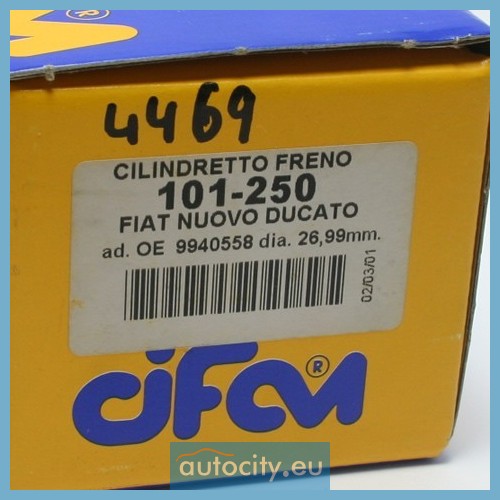 4469
CILINDRETTO FRENO
101-250
FIAT NUOVO DUCATO
ad. OE 9940558 dia. 26,99mm.
02/03/01
CiFam®
autocity.eu